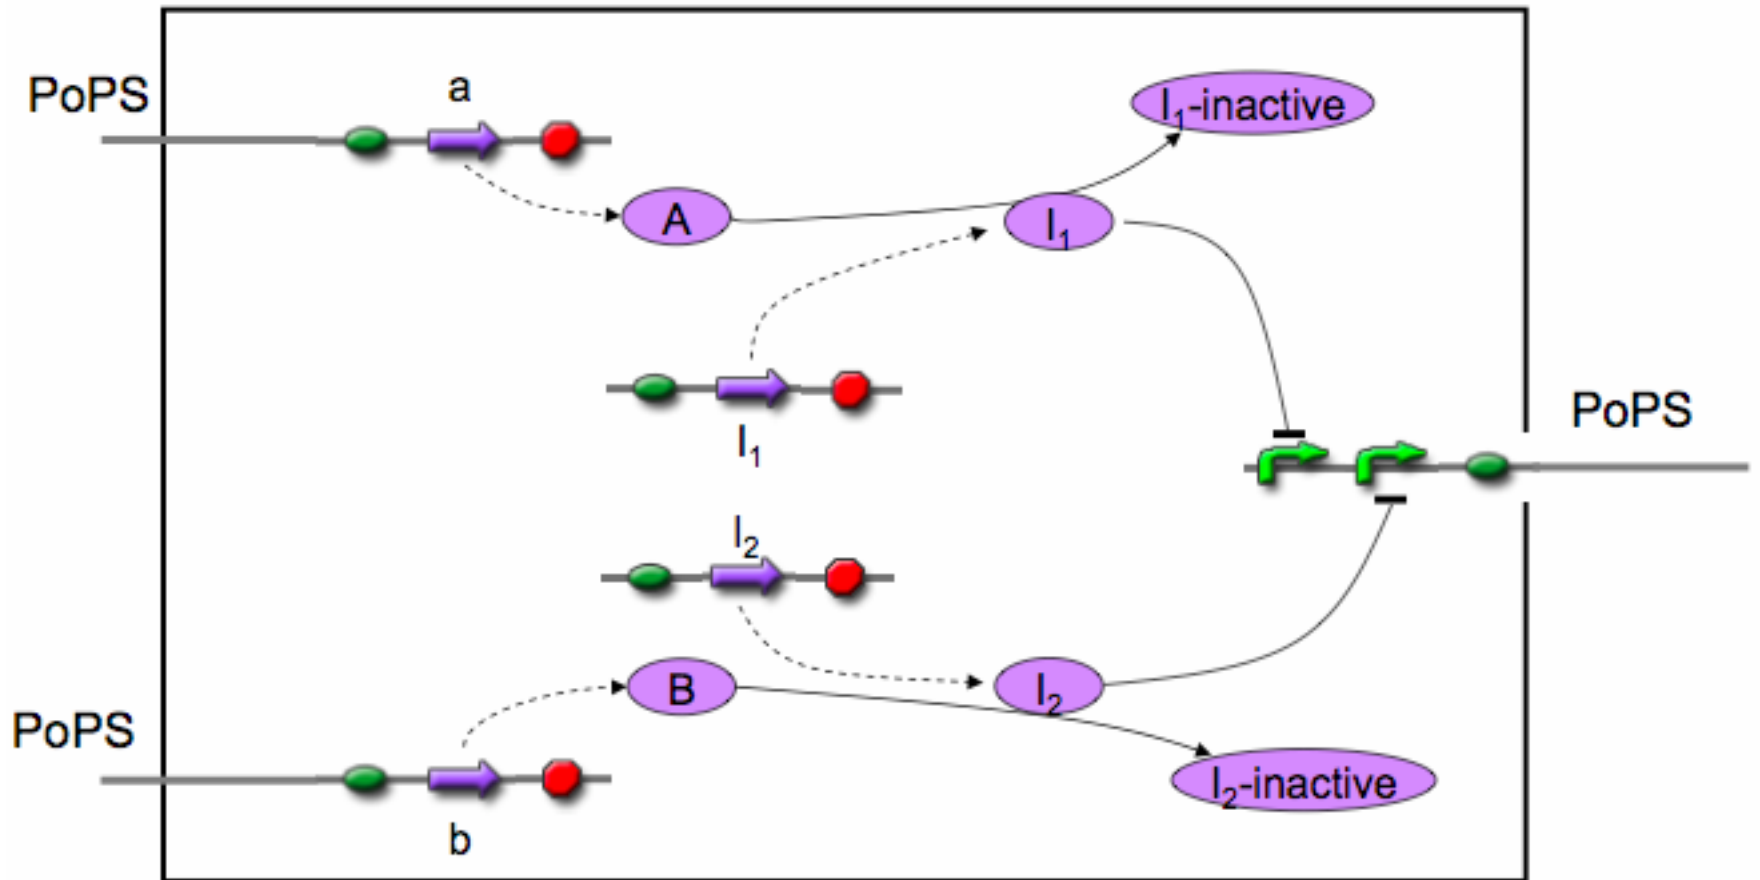 PoPS
a
I₁-inactive
A
I₁
PoPS
I₁
I₂
B
I₂
PoPS
I₂-inactive
b